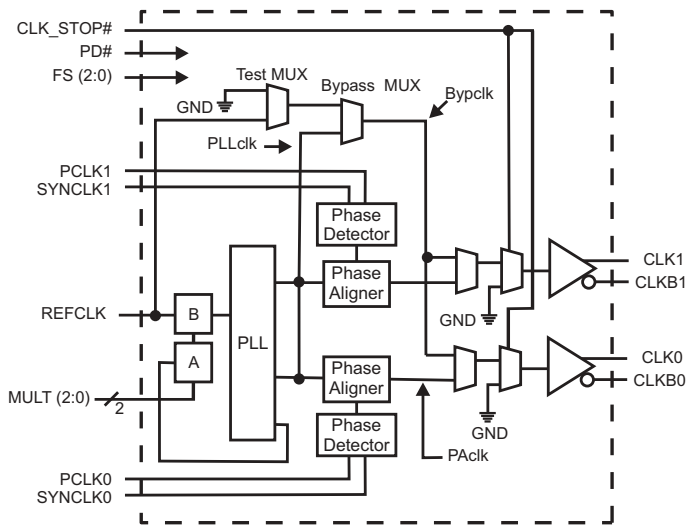 CLK_STOP#
PD#
FS (2:0)
Test MUX
Bypass MUX
Bypclk
GND
PLLclk
PCLK1
SYNCLK1
Phase
Detector
Phase
Aligner
CLK1
CLKB1
GND
REFCLK
B
PLL
A
CLK0
CLKB0
Phase
Aligner
MULT (2:0)
2
GND
Phase
Detector
PAclk
PCLK0
SYNCLK0